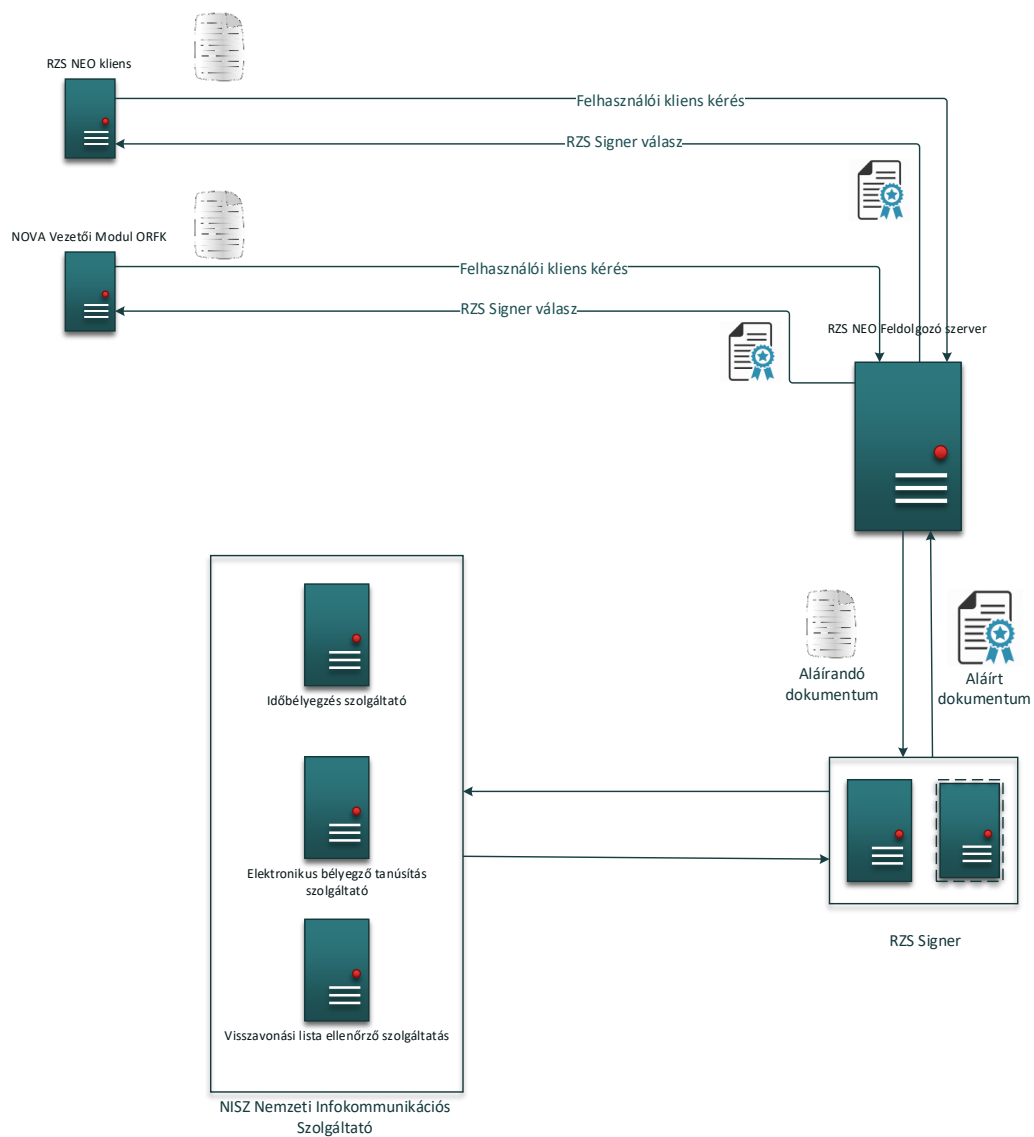 RZS NEO kliens
Felhasználói kliens kérés
RZS Signer válasz
NOVA Vezetői Modul ORFK
Felhasználói kliens kérés
RZS Signer válasz
RZS NEO Feldolgozó szerver
Aláírandó
dokumentum
Aláírt
dokumentum
Időbélyegzés szolgáltató
Elektronikus bélyegző tanúsítás
szolgáltató
Visszavonási lista ellenőrző szolgáltatás
RZS Signer
NISZ Nemzeti Infokommunikációs
Szolgáltató